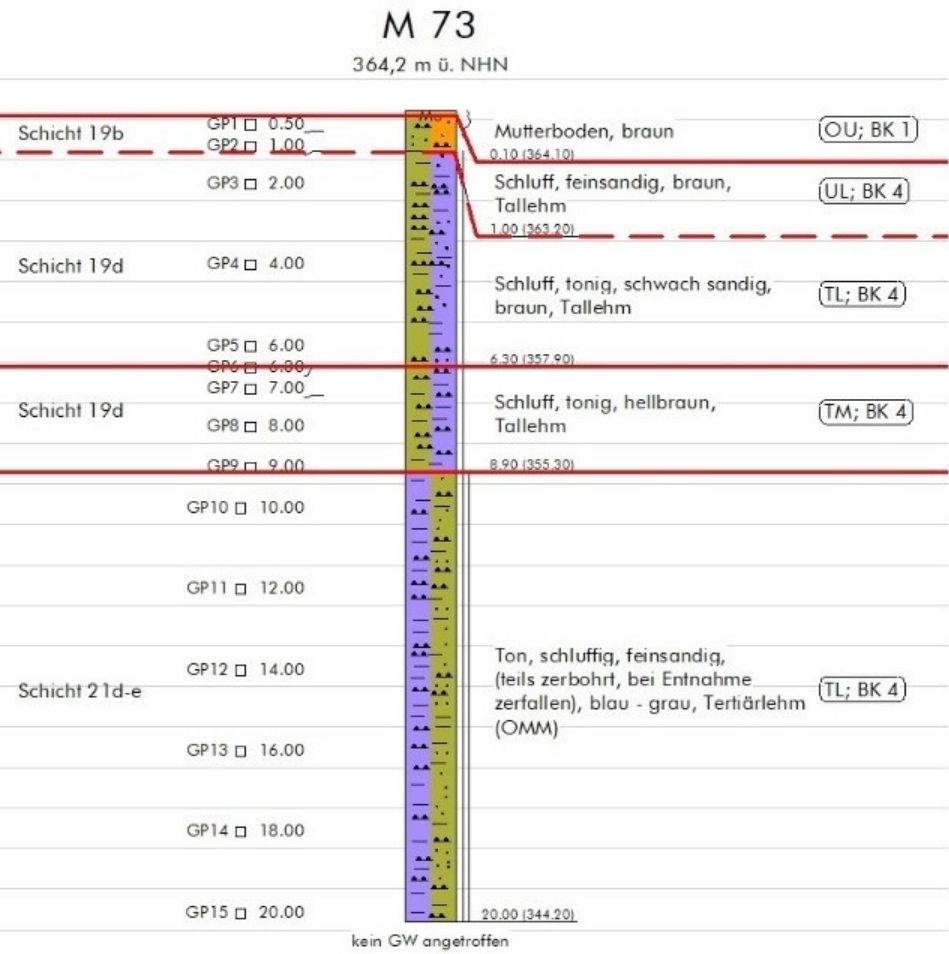 M 73
364,2 m ü. NHN
Mu
Schicht 19b
GP1 0.50
GP2 1.00
Mutterboden, braun
OU; BK 1
0.10 (364.10)
GP3 2.00
Schluff, feinsandig, braun,
Tallehm
UL; BK 4
1.00 (363.20)
Schicht 19d
GP4 4.00
Schluff, tonig, schwach sandig,
braun, Tallehm
TL; BK 4
GP5 6.00
GP6 6.30
6.30 (357.90)
GP7 7.00
Schicht 19d
GP8 8.00
Schluff, tonig, hellbraun,
Tallehm
TM; BK 4
GP9 9.00
8.90 (355.30)
GP10 10.00
GP11 12.00
GP12 14.00
Schicht 21d-e
Ton, schluffig, feinsandig,
(teils zerbohrt, bei Entnahme
zerfallen), blau - grau, Tertiärlehm
(OMM)
TL; BK 4
GP13 16.00
GP14 18.00
GP15 20.00
20.00 (344.20)
kein GW angetroffen